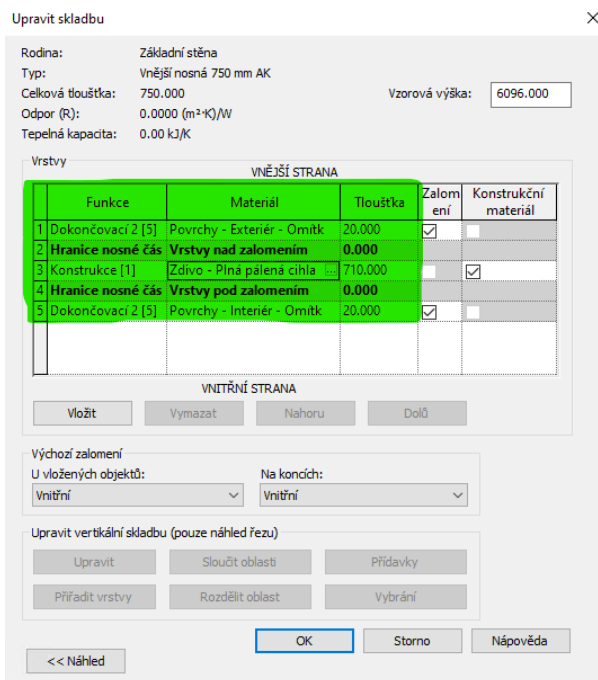 Upravit skladbu
Rodina: Základní stěna
Typ: Vnější nosná 750 mm AK
Celková tloušťka: 750.000 Vzorová výška: 6096.000
Odpor (R): 0.0000 (m²·K)/W
Tepelná kapacita: 0.00 kJ/K
Vrstvy
VNĚJŠÍ STRANA
Funkce Materiál Tloušťka Zalom ení Konstrukční materiál
1 Dokončovací 2 [5] Povrchy - Exteriér - Omítk 20.000
2 Hranice nosné čás Vrstvy nad zalomením 0.000
3 Konstrukce [1] Zdivo - Plná pálená cihla ... 710.000
4 Hranice nosné čás Vrstvy pod zalomením 0.000
5 Dokončovací 2 [5] Povrchy - Interiér - Omítk 20.000
VNITŘNÍ STRANA
Vložit Vymazat Nahoru Dolů
Výchozí zalomení
U vložených objektů: Na koncích:
Vnitřní Vnitřní
Upravit vertikální skladbu (pouze náhled řezu)
Upravit Sloučit oblasti Přídavky
Přiřadit vrstvy Rozdělit oblast Vybrání
OK Storno Nápověda
<< Náhled